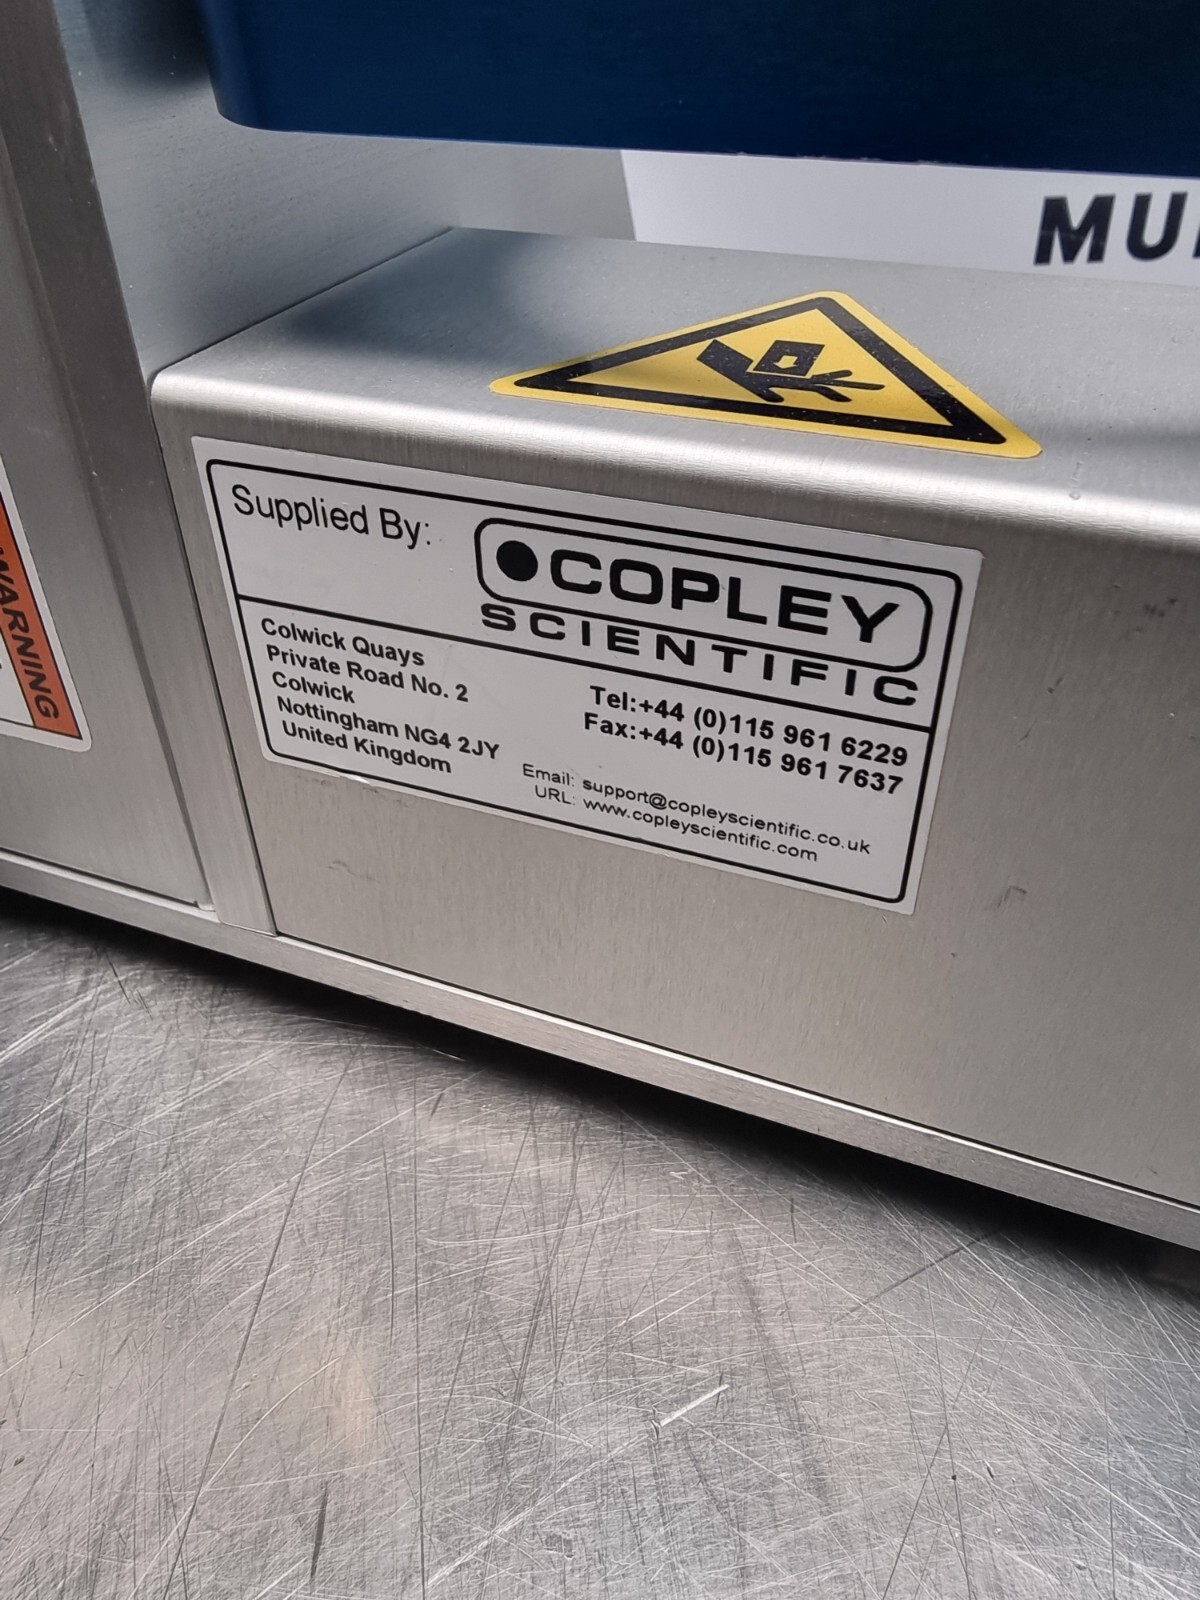 MU
WARNING
Supplied By:
COPLEY
SCIENTIFIC
Colwick Quays
Private Road No. 2
Colwick
Nottingham NG4 2JY
United Kingdom
Tel:+44 (0)115 961 6229
Fax:+44 (0)115 961 7637
Email: support@copleyscientific.co.uk
URL: www.copleyscientific.com